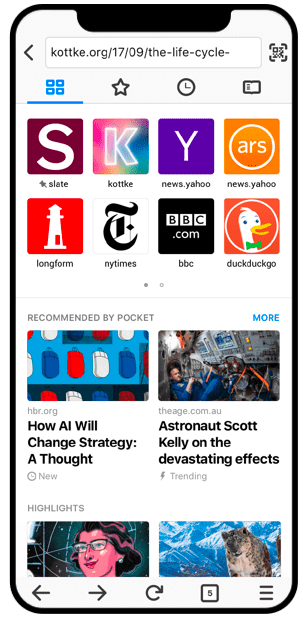 kottke.org/17/09/the-life-cycle-
S
K
Y
ars
slate
kottke
news.yahoo
news.yahoo
T
BBC
.com
longform
nytimes
bbc
duckduckgo
RECOMMENDED BY POCKET
MORE
hbr.org
How AI Will
Change Strategy:
A Thought
New
theage.com.au
Astronaut Scott
Kelly on the
devastating effects
Trending
HIGHLIGHTS
5